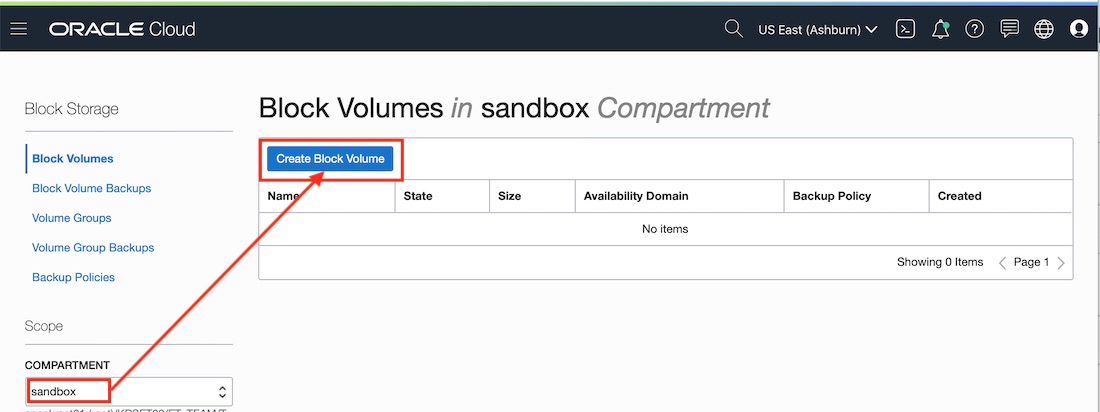 ORACLE Cloud
US East (Ashburn)
Block Storage
Block Volumes
Block Volume Backups
Volume Groups
Volume Group Backups
Backup Policies
Scope
COMPARTMENT
sandbox
Block Volumes in sandbox Compartment
Create Block Volume
Name State Size Availability Domain Backup Policy Created
No items
Showing 0 Items Page 1